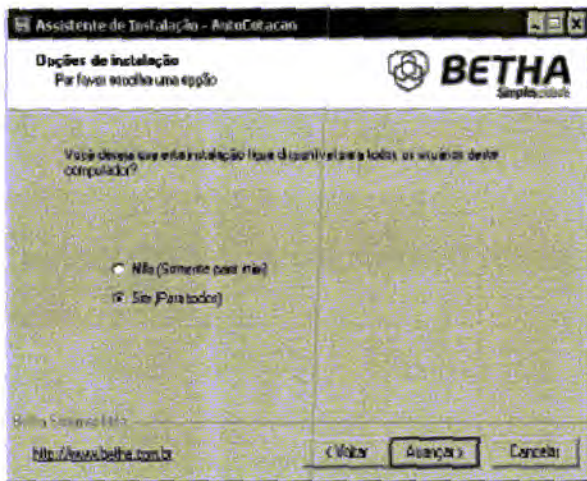 Assistente de Instalação - AutoCotacao
Opções de instalação
Por favor escolha uma opção
BETHA
Simplicidade
Você deseja que esta instalação fique disponível para todos os usuários deste
computador?
Não (Somente para mim)
Sim (Para todos)
Betha Sistemas Ltda
http://www.betha.com.br
< Voltar
Avançar >
Cancelar